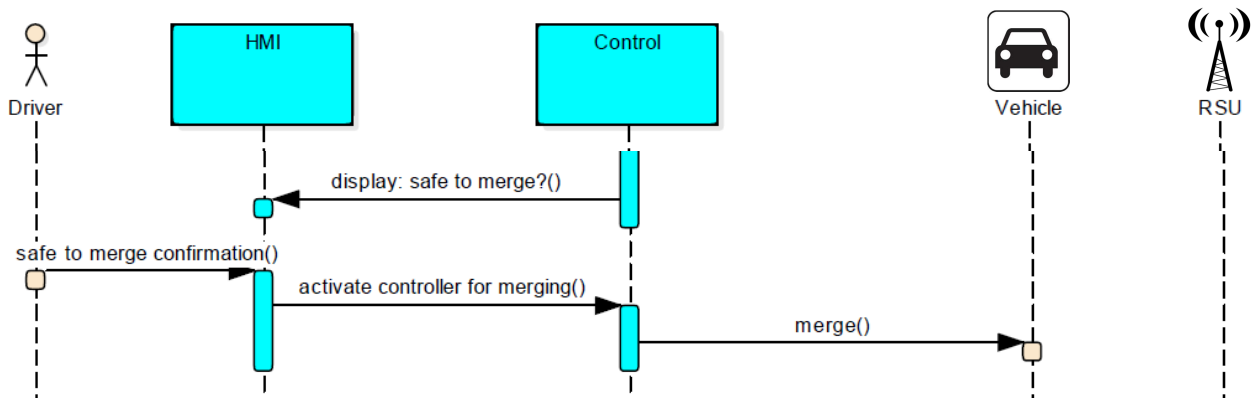 HMI
Control
Driver
Vehicle
RSU
display: safe to merge?()
safe to merge confirmation()
activate controller for merging()
merge()